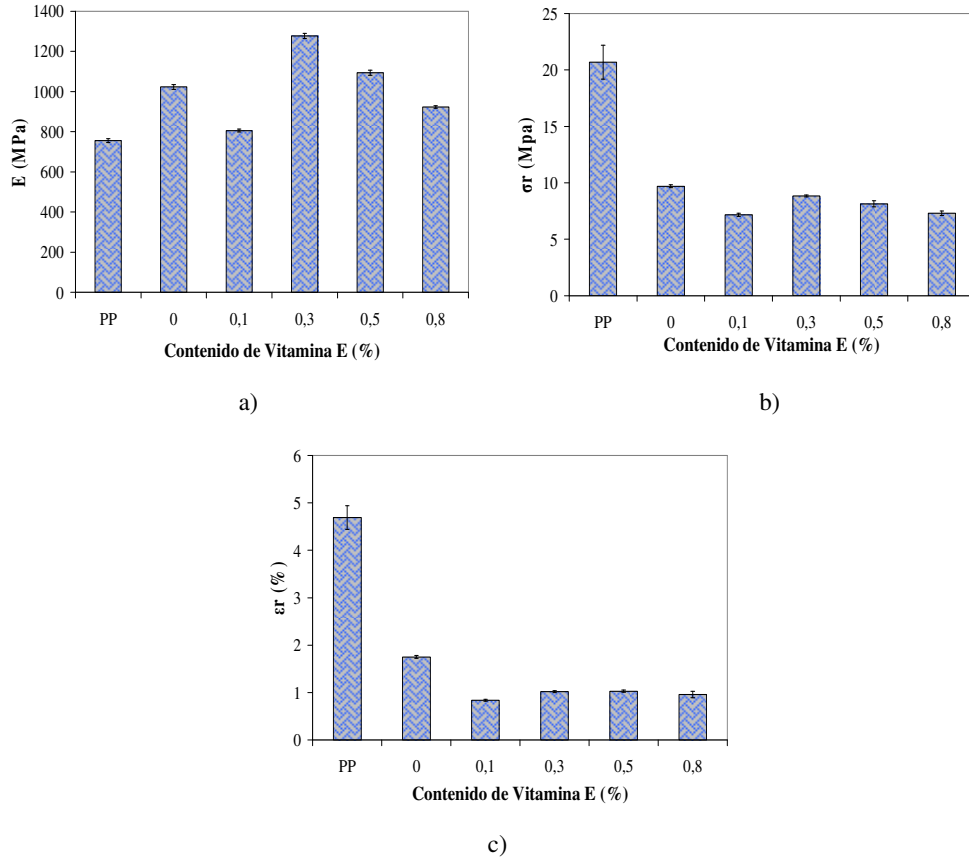 1400
1200
1000
800
600
400
200
0
E (MPa)
PP 0 0,1 0,3 0,5 0,8
Contenido de Vitamina E (%)
a)
25
20
15
10
5
0
σr (Mpa)
PP 0 0,1 0,3 0,5 0,8
Contenido de Vitamina E (%)
b)
6
5
4
3
2
1
0
εr (%)
PP 0 0,1 0,3 0,5 0,8
Contenido de Vitamina E (%)
c)